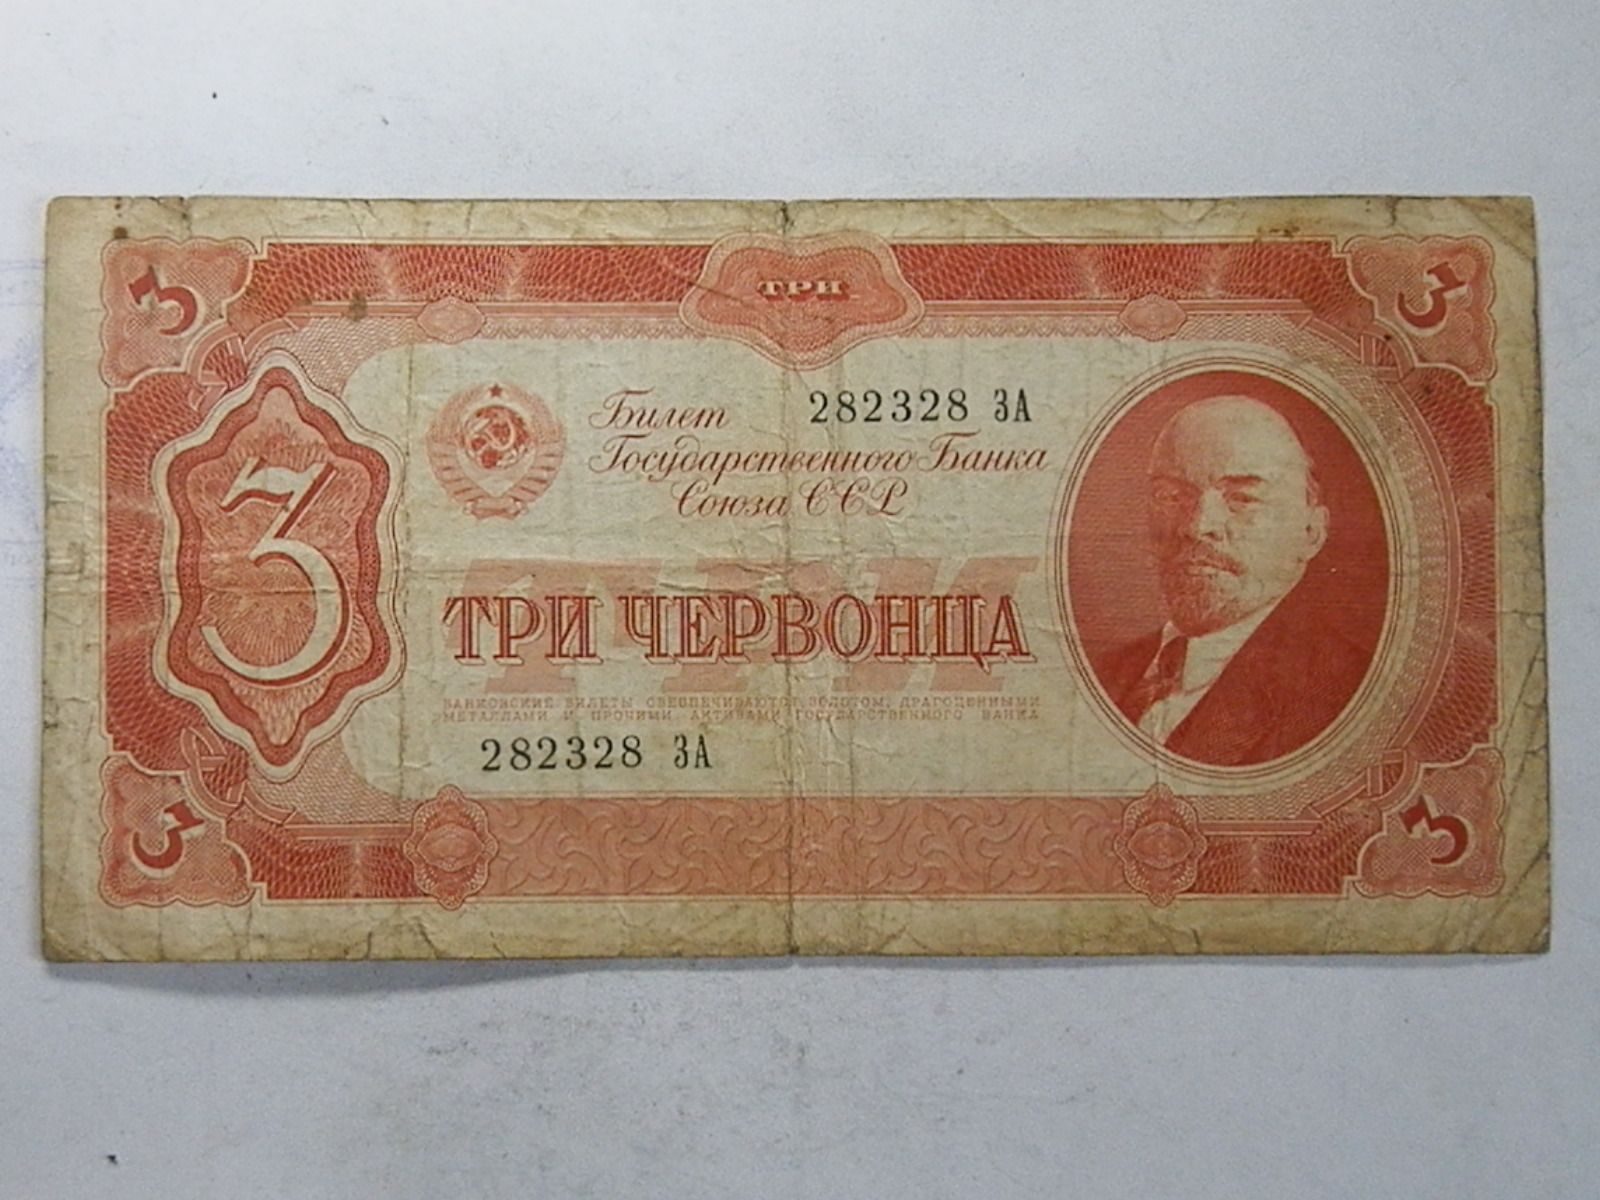 3
ТРИ
3
Билет 282328 ЗА
Государственного Банка
Союза ССР
3
ТРИ
ТРИ ЧЕРВОНЦА
БАНКОВСКИЕ БИЛЕТЫ ОБЕСПЕЧИВАЮТСЯ ЗОЛОТОМ, ДРАГОЦЕННЫМИ
МЕТАЛЛАМИ И ПРОЧИМИ АКТИВАМИ ГОСУДАРСТВЕННОГО БАНКА
282328 ЗА
3
3